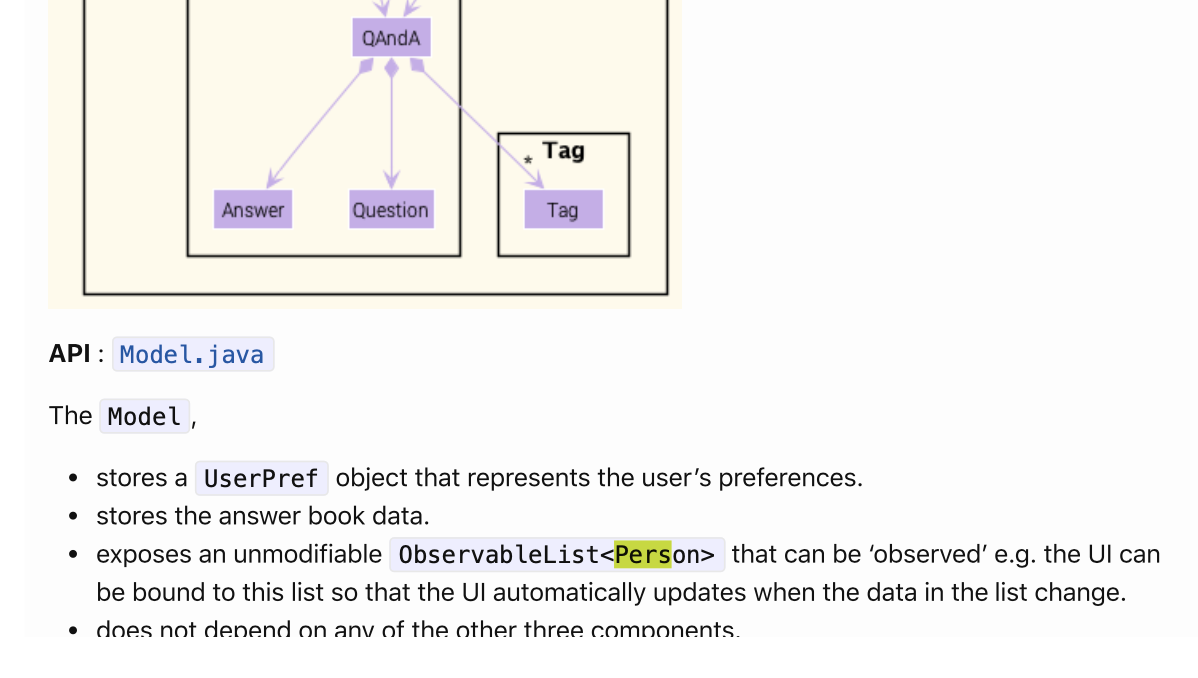 QAndA
* Tag
Answer Question Tag
API : Model.java
The Model,
• stores a UserPref object that represents the user’s preferences.
• stores the answer book data.
• exposes an unmodifiable ObservableList<Person> that can be ‘observed’ e.g. the UI can
be bound to this list so that the UI automatically updates when the data in the list change.
• does not depend on any of the other three components.